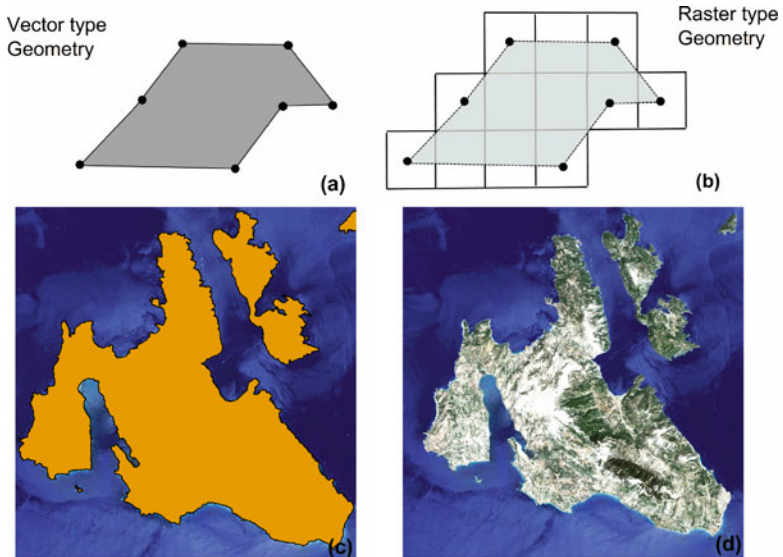 Vector type
Geometry
Raster type
Geometry
(a)
(b)
(c)
(d)